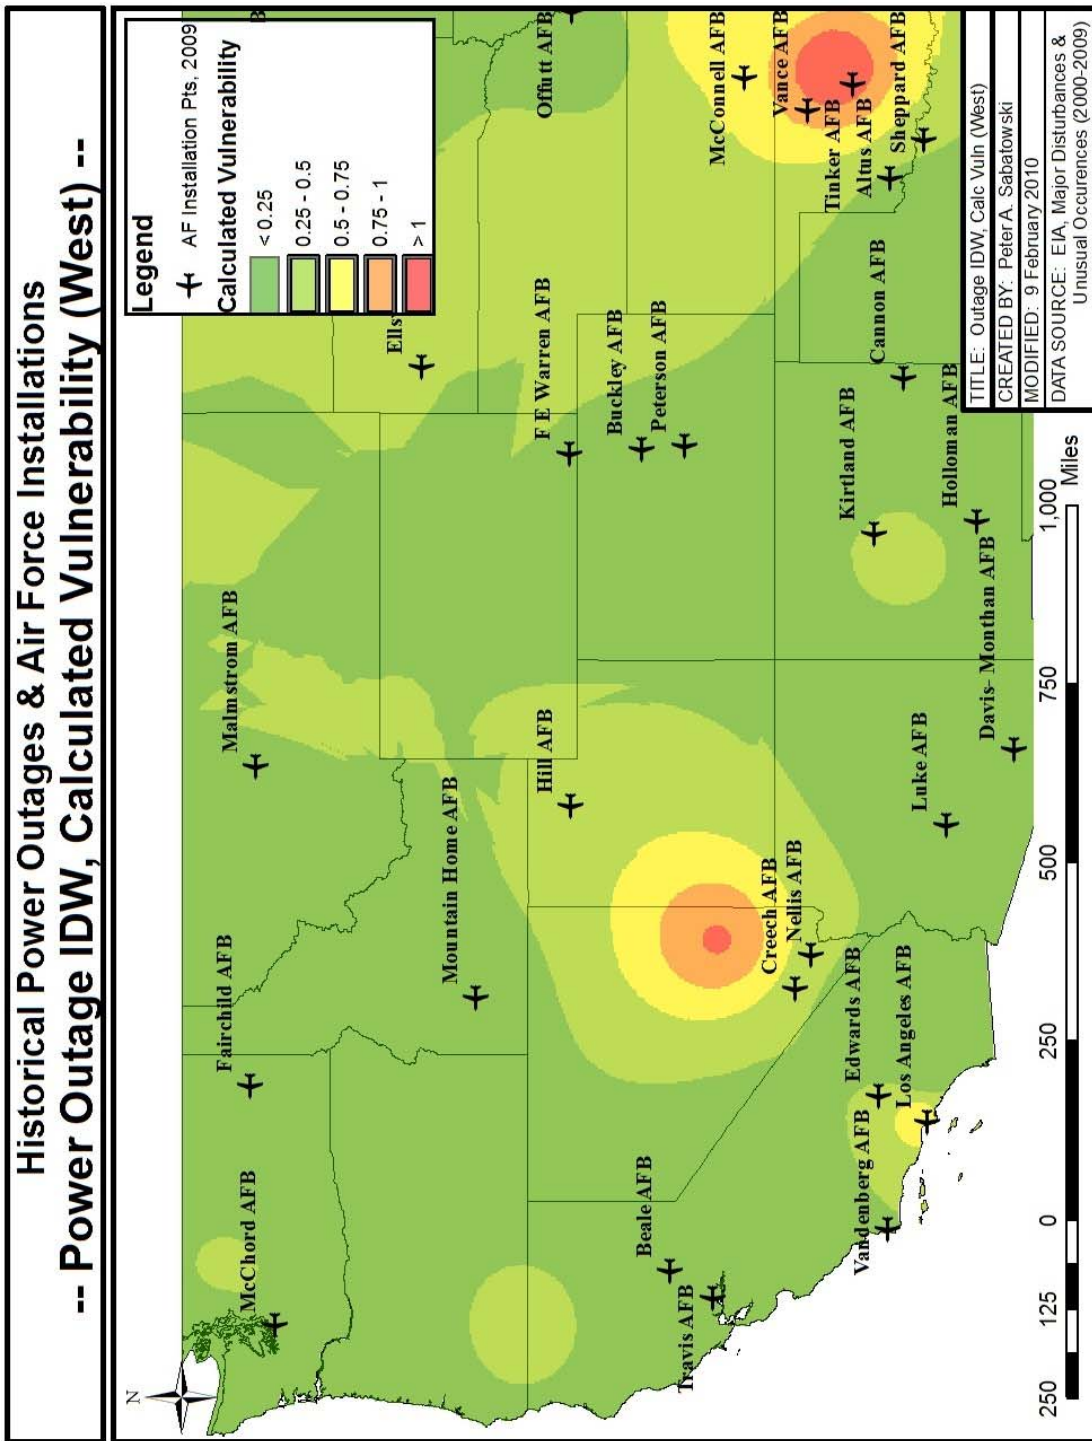 Historical Power Outages & Air Force Installations
-- Power Outage IDW, Calculated Vulnerability (West) --
N
Legend
AF Installation Pts, 2009
Calculated Vulnerability
< 0.25
0.25 - 0.5
0.5 - 0.75
0.75 - 1
> 1
McChord AFB
Fairchild AFB
Malmstrom AFB
B
Ells
Mountain Home AFB
Hill AFB
F E Warren AFB
Offutt AFB
Buckley AFB
Peterson AFB
Beale AFB
Travis AFB
McConnell AFB
Creech AFB
Nellis AFB
Vance AFB
Tinker AFB
Altus AFB
Sheppard AFB
Vandenberg AFB
Edwards AFB
Los Angeles AFB
Luke AFB
Davis- Monthan AFB
Kirtland AFB
Cannon AFB
Holloman AFB
250 125 0 250 500 750 1,000
Miles
TITLE: Outage IDW, Calc Vuln (West)
CREATED BY: Peter A. Sabatowski
MODIFIED: 9 February 2010
DATA SOURCE: EIA, Major Disturbances &
Unusual Occurences (2000-2009)